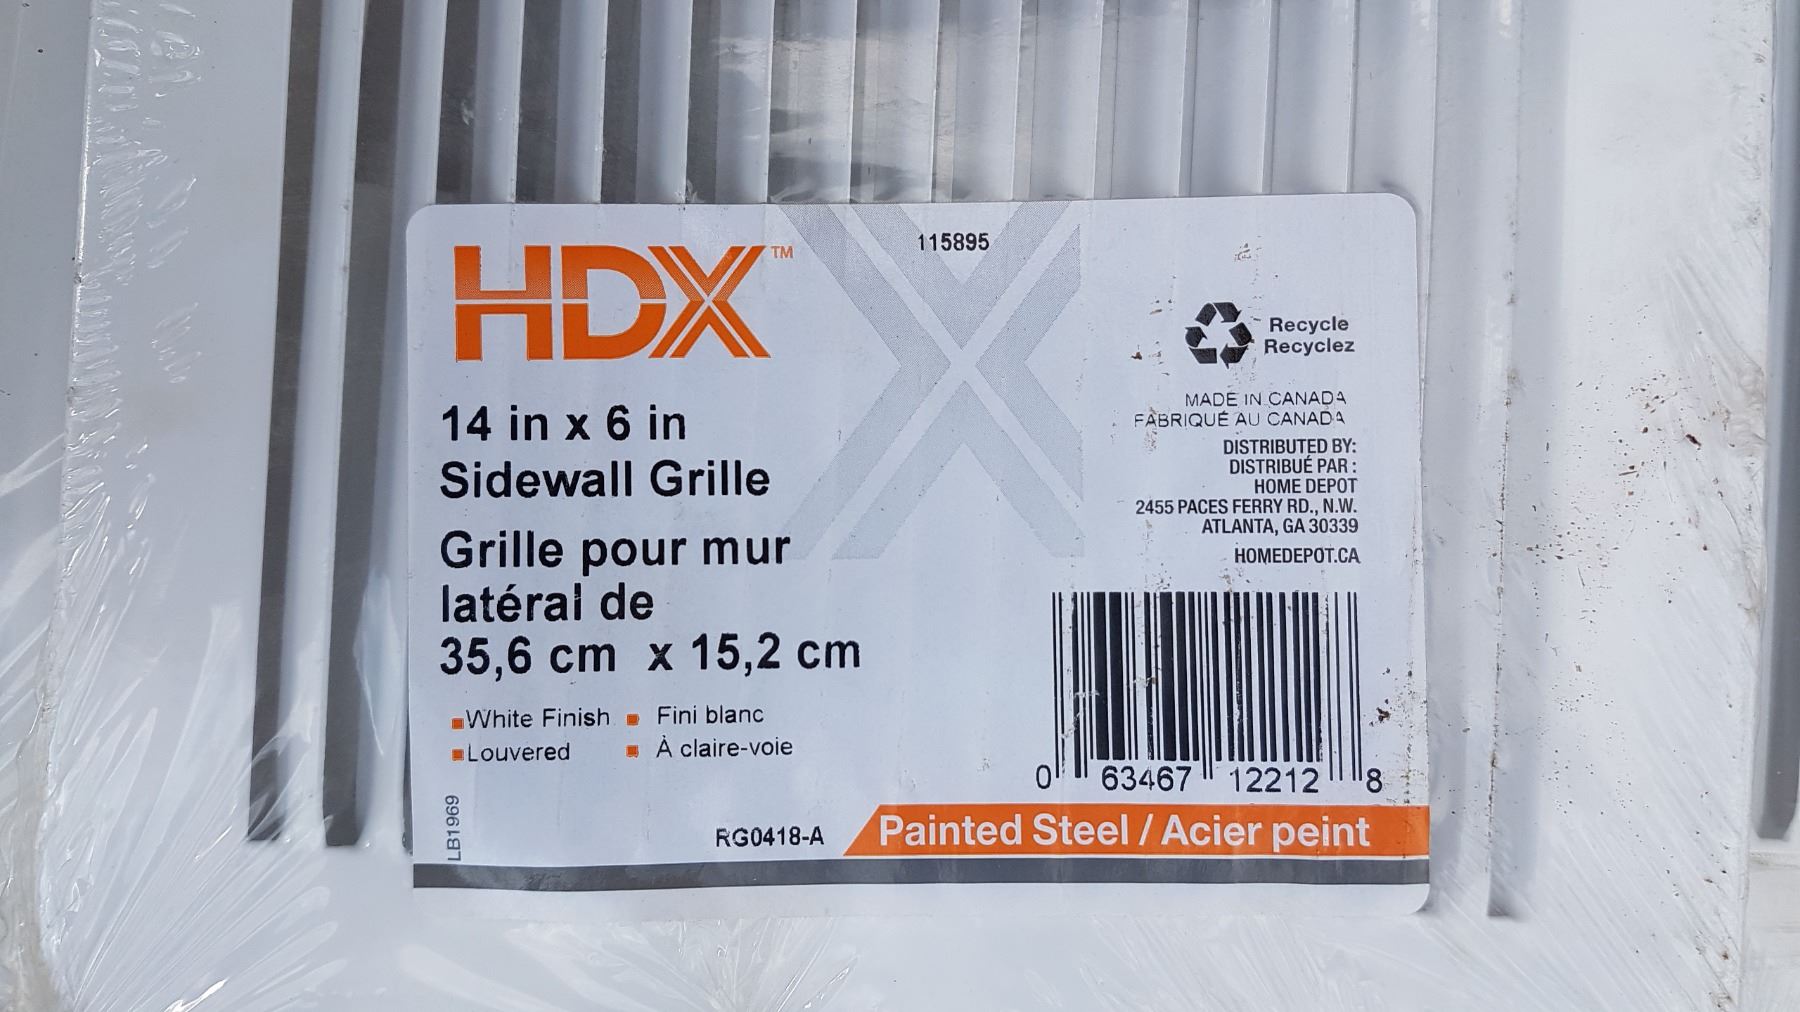 HDX™
115895
14 in x 6 in
Sidewall Grille
Grille pour mur
latéral de
35,6 cm x 15,2 cm
White Finish
Louvered
Fini blanc
À claire-voie
LB1969
RG0418-A
Recycle
Recyclez
MADE IN CANADA
FABRIQUÉ AU CANADA
DISTRIBUTED BY:
DISTRIBUÉ PAR :
HOME DEPOT
2455 PACES FERRY RD., N.W.
ATLANTA, GA 30339
HOMEDEPOT.CA
0 63467 12212 8
Painted Steel / Acier peint